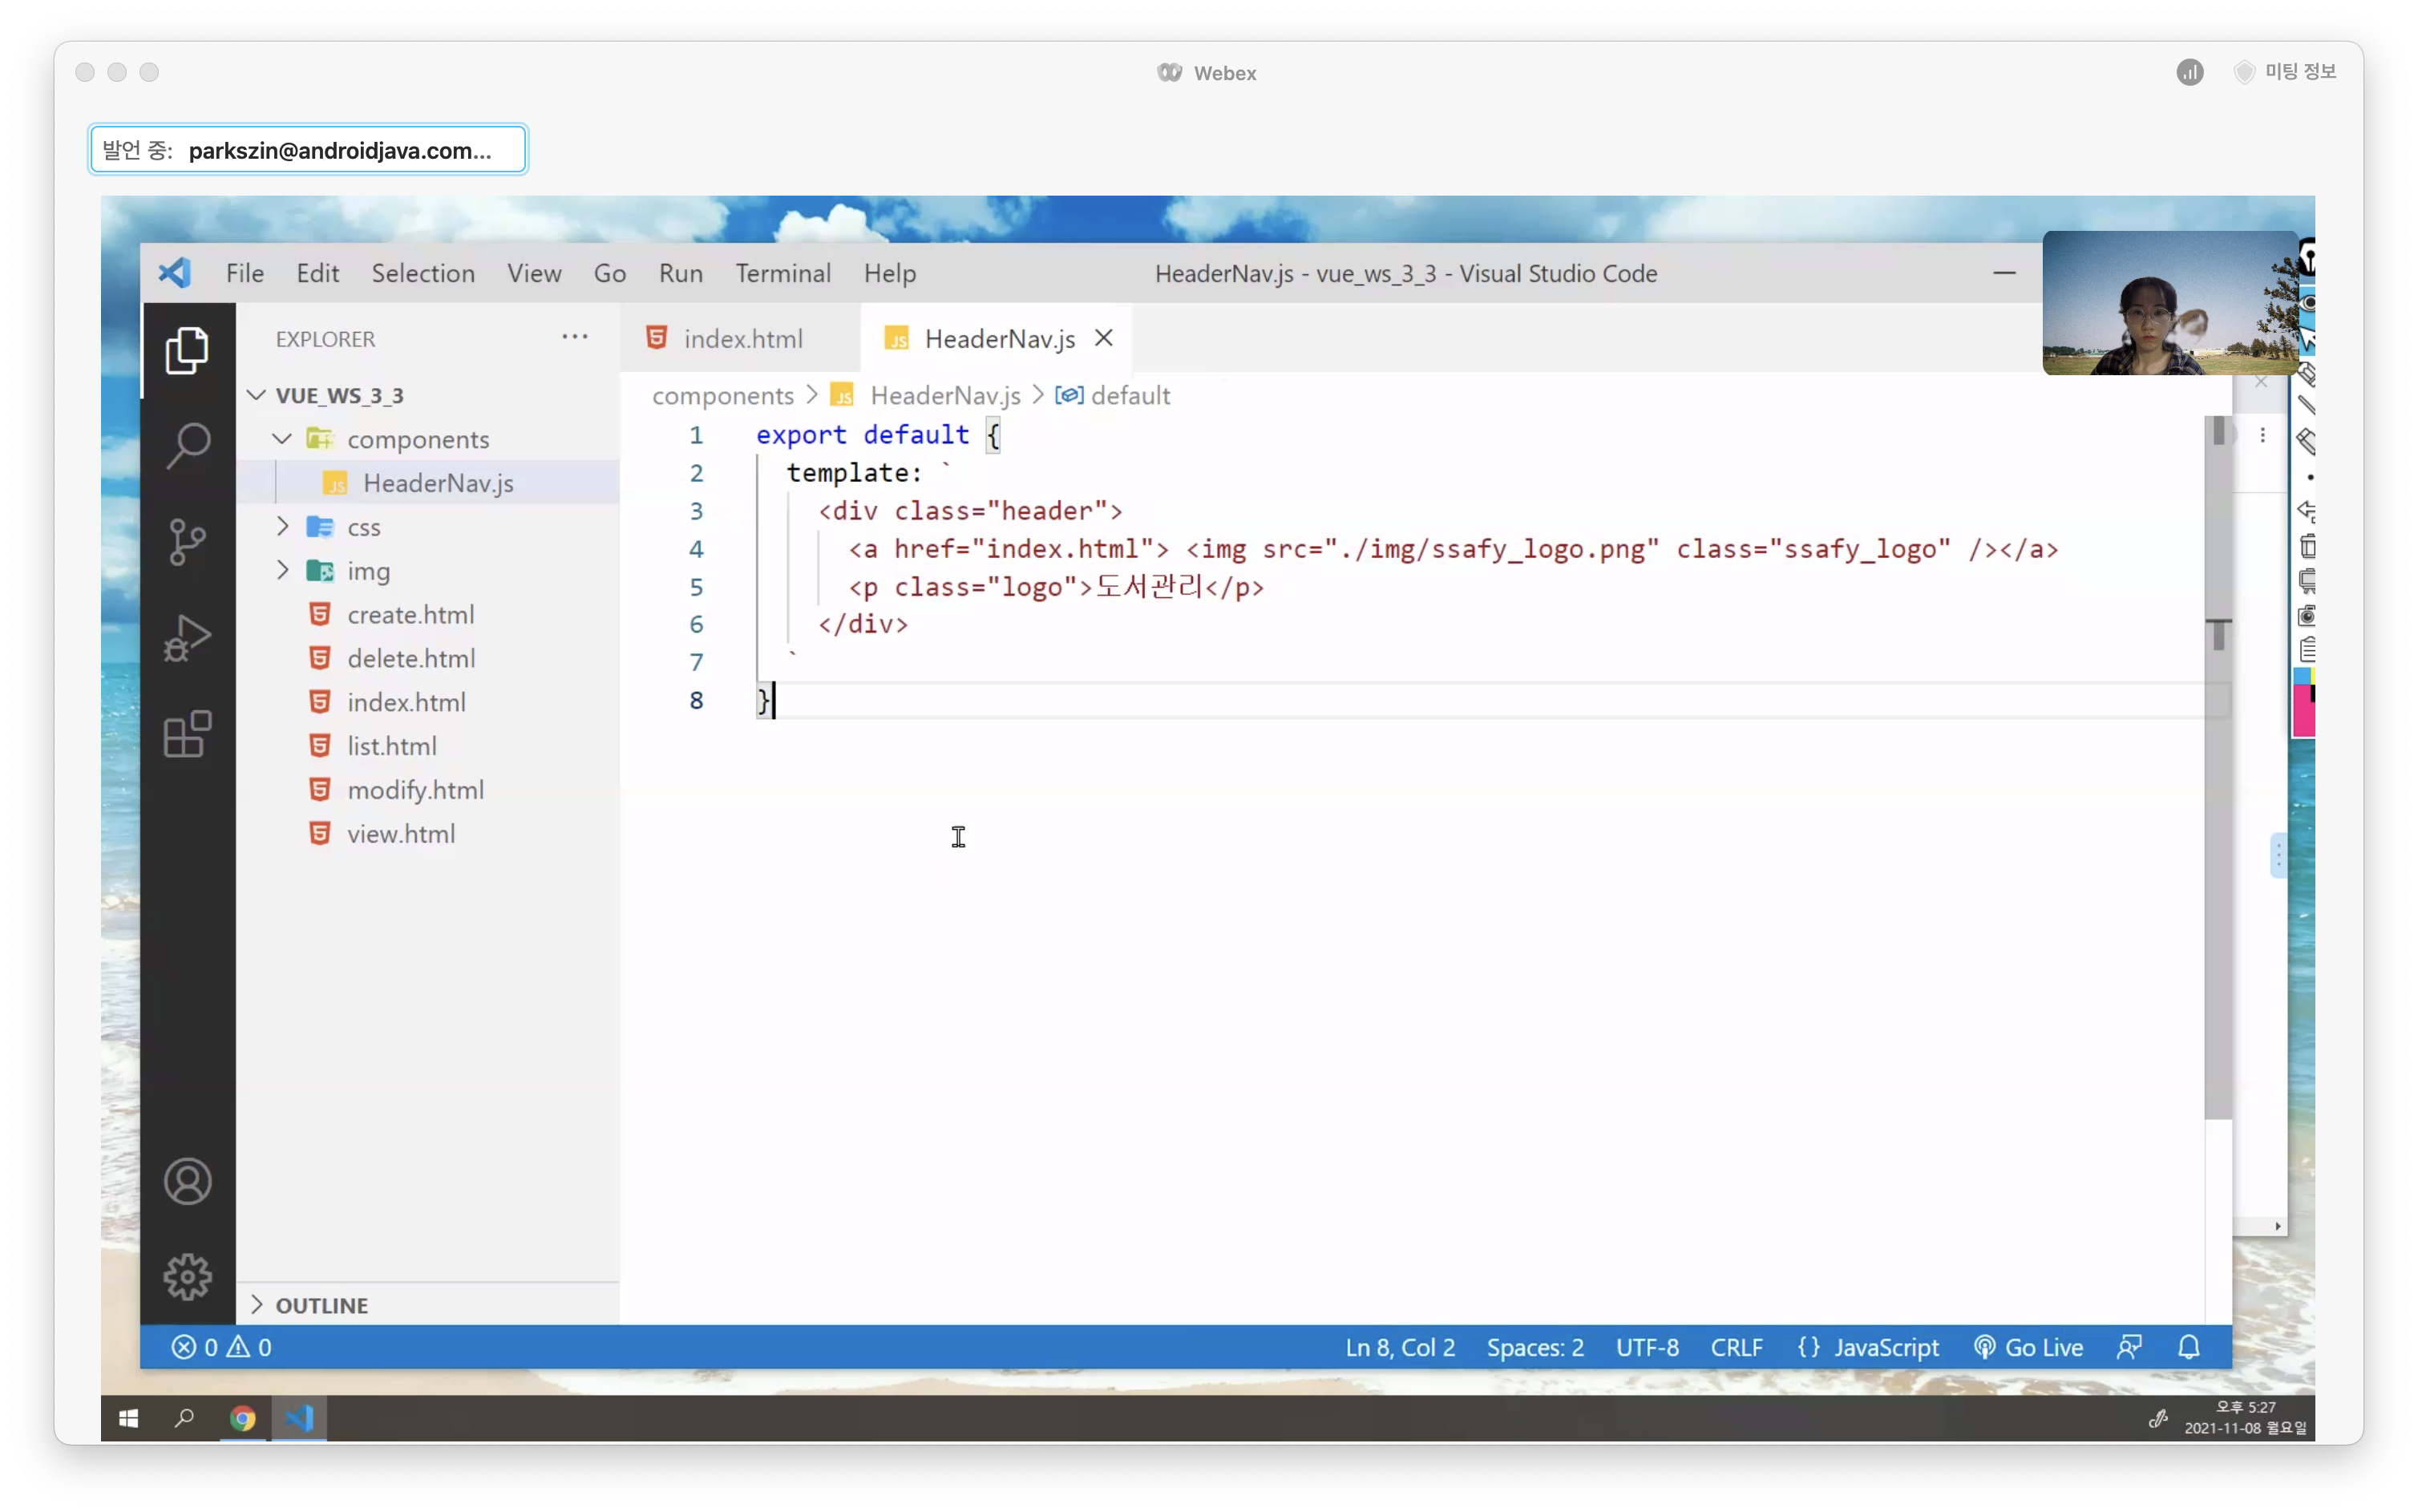 Webex
미팅 정보
발언 중: parkszin@androidjava.com...
File Edit Selection View Go Run Terminal Help
HeaderNav.js - vue_ws_3_3 - Visual Studio Code
EXPLORER
VUE_WS_3_3
components
HeaderNav.js
css
img
create.html
delete.html
index.html
list.html
modify.html
view.html
OUTLINE
index.html
HeaderNav.js
components > JS HeaderNav.js > default
1 export default {
2 template: `
3 <div class="header">
4 <a href="index.html"> <img src="./img/ssafy_logo.png" class="ssafy_logo" /></a>
5 <p class="logo">도서관리</p>
6 </div>
7 `
8 }
0 0
Ln 8, Col 2 Spaces: 2 UTF-8 CRLF {} JavaScript Go Live
오후 5:27
2021-11-08 월요일